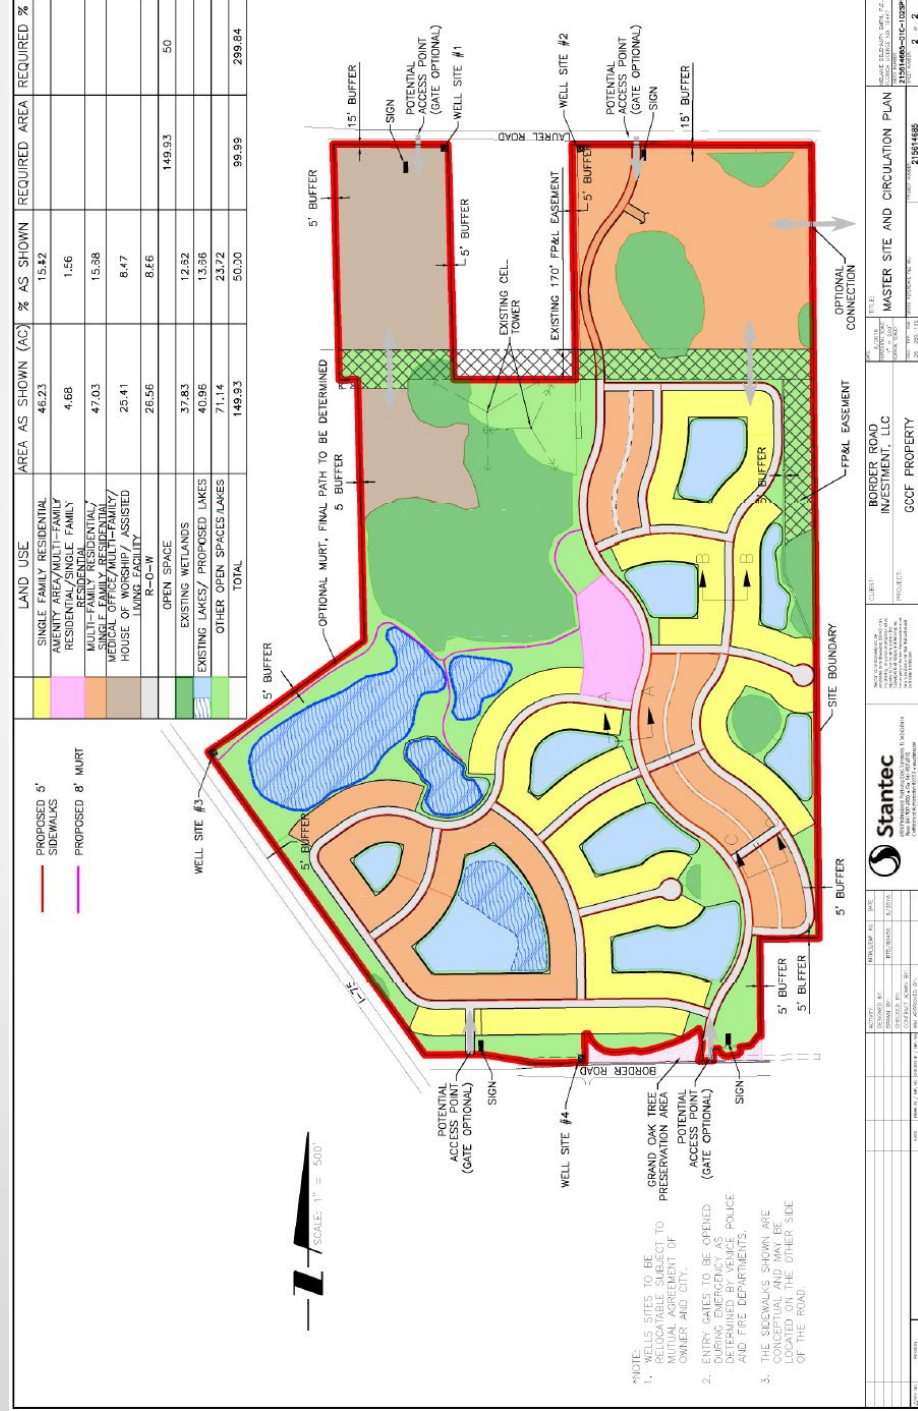 LAND USE
AREA AS SHOWN (AC)
% AS SHOWN
REQUIRED AREA
REQUIRED %
SINGLE FAMILY RESIDENTIAL
46.23
15.42
AMENITY AREA/MULTI-FAMILY
RESIDENTIAL/SINGLE FAMILY
RESIDENTIAL
4.68
1.56
MULTI-FAMILY RESIDENTIAL/
SINGLE FAMILY RESIDENTIAL
47.03
15.68
MEDICAL OFFICE/MULTI-FAMILY/
HOUSE OF WORSHIP/ ASSISTED
LIVING FACILITY
25.41
8.47
R-O-W
26.56
8.86
OPEN SPACE
149.93
50
EXISTING WETLANDS
37.83
12.62
EXISTING LAKES/ PROPOSED LAKES
40.96
13.66
OTHER OPEN SPACES/LAKES
71.14
23.72
TOTAL
149.93
50.00
99.99
299.84
PROPOSED 5'
SIDEWALKS
PROPOSED 8' MURT
15' BUFFER
SIGN
POTENTIAL
ACCESS POINT
(GATE OPTIONAL)
WELL SITE #1
LAUREL ROAD
WELL SITE #2
POTENTIAL
ACCESS POINT
(GATE OPTIONAL)
SIGN
15' BUFFER
5' BUFFER
5' BUFFER
5' BUFFER
EXISTING 170' FP&L EASEMENT
EXISTING CELL
TOWER
OPTIONAL
CONNECTION
OPTIONAL MURT, FINAL PATH TO BE DETERMINED
5' BUFFER
5' BUFFER
FP&L EASEMENT
5' BUFFER
B
B
A
A
C
SITE BOUNDARY
WELL SITE #3
5' BUFFER
I-75
5' BUFFER
5' BUFFER
5' BUFFER
BORDER ROAD
POTENTIAL
ACCESS POINT
(GATE OPTIONAL)
SIGN
WELL SITE #4
GRAND OAK TREE
PRESERVATION AREA
POTENTIAL
ACCESS POINT
(GATE OPTIONAL)
SIGN
SCALE: 1" = 500'
*NOTE:
1. WELLS SITES TO BE
RELOCATABLE SUBJECT TO
MUTUAL AGREEMENT OF
OWNER AND CITY.
2. ENTRY GATES TO BE OPENED
DURING EMERGENCY AS
DETERMINED BY VENICE POLICE
AND FIRE DEPARTMENTS.
3. THE SIDEWALKS SHOWN ARE
CONCEPTUAL AND MAY BE
LOCATED ON THE OTHER SIDE
OF THE ROAD.
Stantec
CLIENT:
BORDER ROAD
INVESTMENT, LLC
PROJECT:
GCCF PROPERTY
TITLE:
MASTER SITE AND CIRCULATION PLAN
215614685
2 2